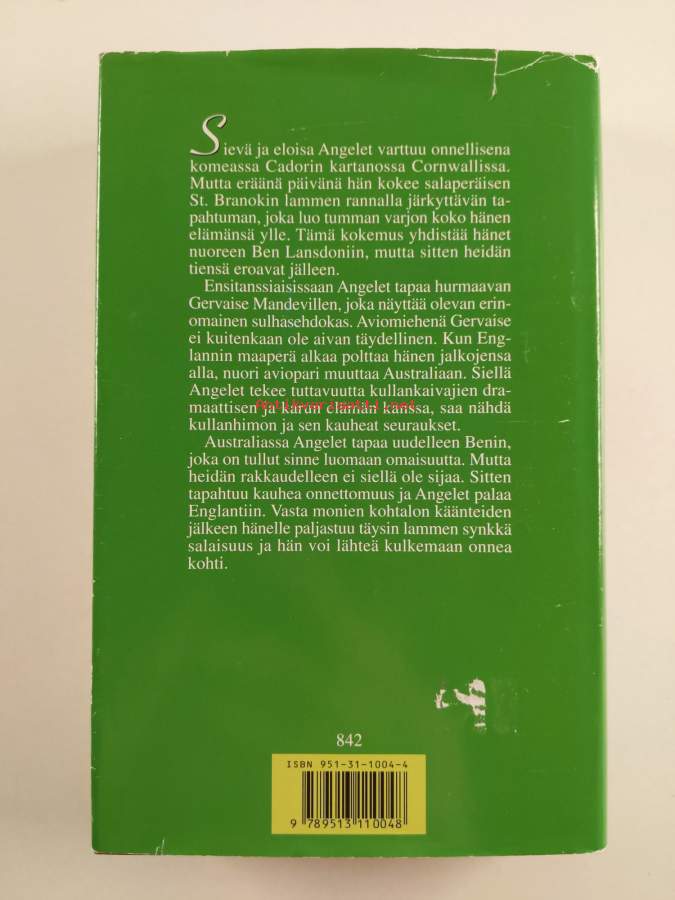 Sievä ja eloisa Angelet varttuu onnellisena
komeassa Cadorin kartanossa Cornwallissa.
Mutta eräänä päivänä hän kokee salaperäisen
St. Branokin lammen rannalla järkyttävän ta-
pahtuman, joka luo tumman varjon koko hänen
elämänsä ylle. Tämä kokemus yhdistää hänet
nuoreen Ben Lansdoniin, mutta sitten heidän
tiensä eroavat jälleen.
Ensitanssiaisissaan Angelet tapaa hurmaavan
Gervaise Mandevillen, joka näyttää olevan erin-
omainen sulhasehdokas. Aviomiehenä Gervaise
ei kuitenkaan ole aivan täydellinen. Kun Eng-
lannin maaperä alkaa polttaa hänen jalkojensa
alla, nuori aviopari muuttaa Australiaan. Siellä
Angelet tekee tuttavuutta kullankaivajien dra-
maattisen ja karun elämän kanssa, saa nähdä
kullanhimon ja sen kauheat seuraukset.
Australiassa Angelet tapaa uudelleen Benin,
joka on tullut sinne luomaan omaisuutta. Mutta
heidän rakkaudelleen ei siellä ole sijaa. Sitten
tapahtuu kauhea onnettomuus ja Angelet palaa
Englantiin. Vasta monien kohtalon käänteiden
jälkeen hänelle paljastuu täysin lammen synkkä
salaisuus ja hän voi lähteä kulkemaan onnea
kohti.
842
ISBN 951-31-1004-4
9 789513 110048